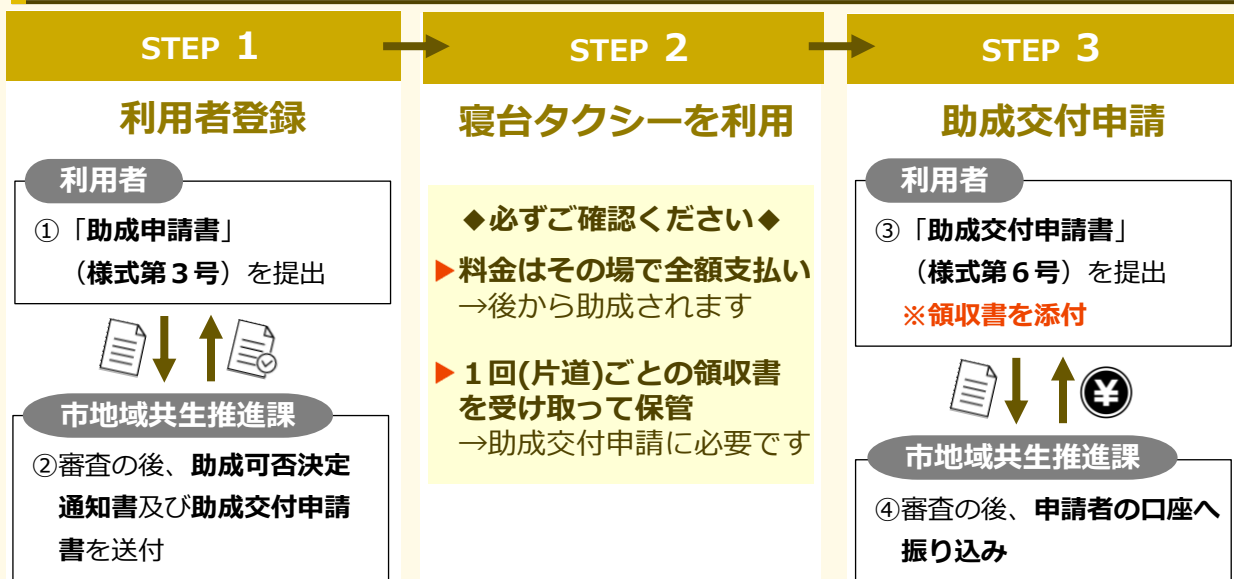 STEP 1
利用者登録
利用者
①「助成申請書」
（様式第３号）を提出
市地域共生推進課
②審査の後、助成可否決定
通知書及び助成交付申請
書を送付
STEP 2
寝台タクシーを利用
◆必ずご確認ください◆
▶料金はその場で全額支払い
→後から助成されます
▶１回(片道)ごとの領収書
を受け取って保管
→助成交付申請に必要です
STEP 3
助成交付申請
利用者
③「助成交付申請書」
（様式第６号）を提出
※領収書を添付
¥
市地域共生推進課
④審査の後、申請者の口座へ
振り込み